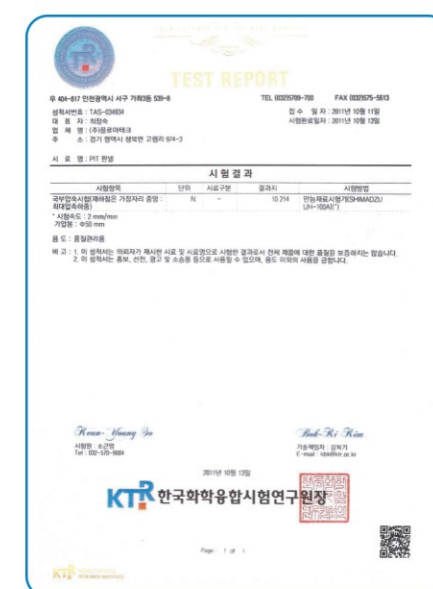 TEST REPORT
우 404-817 인천광역시 서구 가좌3동 539-8 TEL (032)5709-700 FAX (032)575-5613
성적서번호 : TAS-034934 접 수 일 자 : 2011년 10월 11일
대 표 자 : 최정숙 시험완료일자 : 2011년 10월 13일
업 체 명 : (주)플로마테크
주 소 : 경기 평택시 청북면 고렴리 974-3
시 료 명 : PIT 판넬
시 험 결 과
시험항목 단위 시료구분 결과치 시험방법
국부압축시험(재하점은 가장자리 중앙 : N - 10 214 만능재료시험기(SHIMADZU
최대압축하중) UH-100A)(*)
* 시험속도 : 2 mm/min
가압봉 : Φ50 mm
용 도 : 품질관리용
비 고 : 1. 이 성적서는 의뢰자가 제시한 시료 및 시료명으로 시험한 결과로서 전체 제품에 대한 품질을 보증하지는 않습니다.
2. 이 성적서는 홍보, 선전, 광고 및 소송용 등으로 사용될 수 없으며, 용도 이외의 사용을 금합니다.
Keun-Young So Bok-Ki Kim
시험원 : 소근영 기술책임자 : 김복기
Tel : 032-570-9684 E-mail : kbk@ktr.or.kr
2011년 10월 13일
KTR 한국화학융합시험연구원장
Page : 1 of 1
KTR